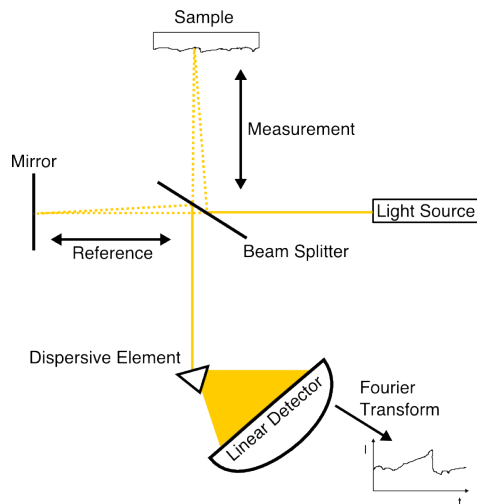 Sample
Measurement
Mirror
Light Source
Reference
Beam Splitter
Dispersive Element
Linear Detector
Fourier
Transform
I
t